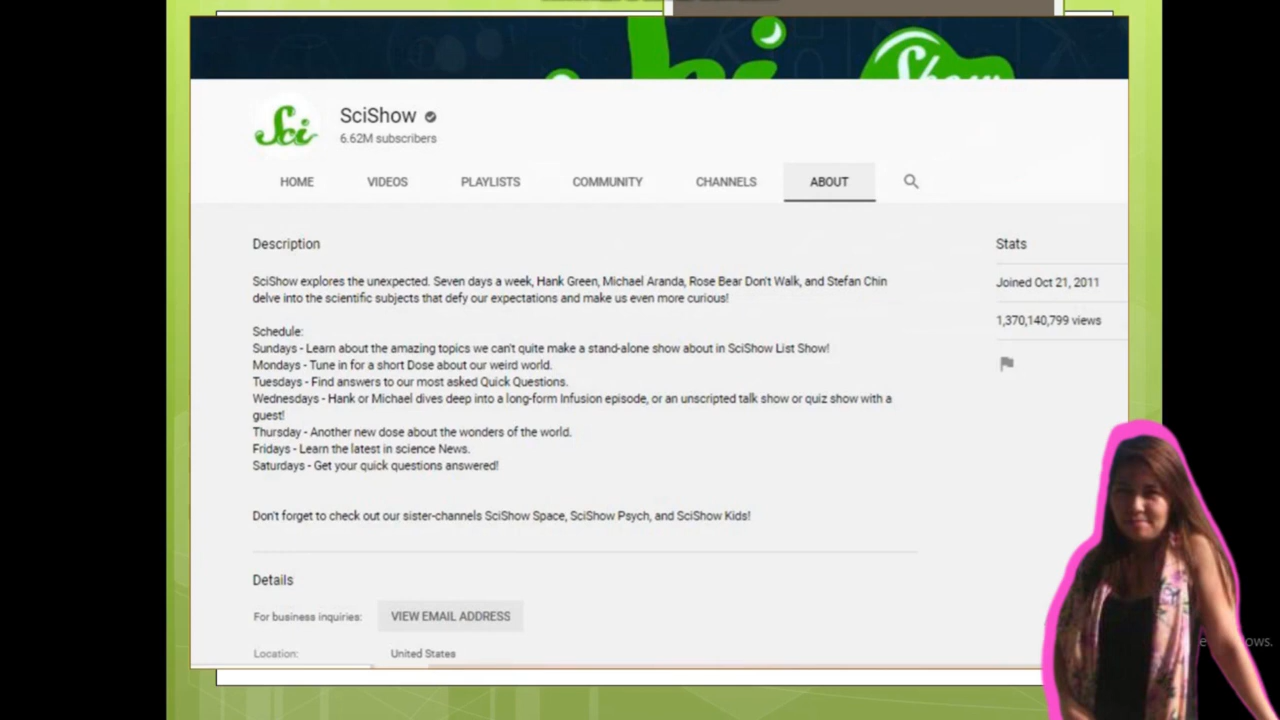 Show
Sci
SciShow
6.62M subscribers
HOME VIDEOS PLAYLISTS COMMUNITY CHANNELS ABOUT
Description
Stats
SciShow explores the unexpected. Seven days a week, Hank Green, Michael Aranda, Rose Bear Don't Walk, and Stefan Chin
Joined Oct 21, 2011
delve into the scientific subjects that defy our expectations and make us even more curious!
1,370,140,799 views
Schedule:
Sundays - Learn about the amazing topics we can't quite make a stand-alone show about in SciShow List Show!
Mondays - Tune in for a short Dose about our weird world.
Tuesdays - Find answers to our most asked Quick Questions.
Wednesdays - Hank or Michael dives deep into a long-form Infusion episode, or an unscripted talk show or quiz show with a
guest!
Thursday - Another new dose about the wonders of the world.
Fridays - Learn the latest in science News.
Saturdays - Get your quick questions answered!
Don't forget to check out our sister-channels SciShow Space, SciShow Psych, and SciShow Kids!
Details
For business inquiries: VIEW EMAIL ADDRESS
Location: United States